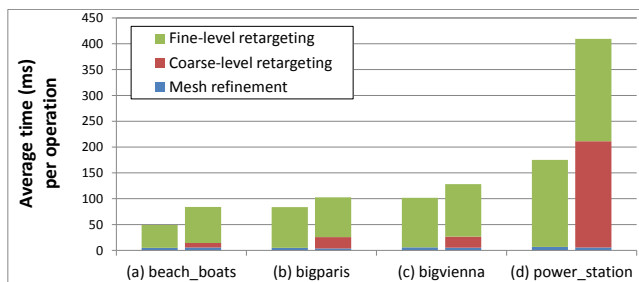 Average time (ms)
per operation
450
400
350
300
250
200
150
100
50
0
Fine-level retargeting
Coarse-level retargeting
Mesh refinement
(a) beach_boats
(b) bigparis
(c) bigvienna
(d) power_station